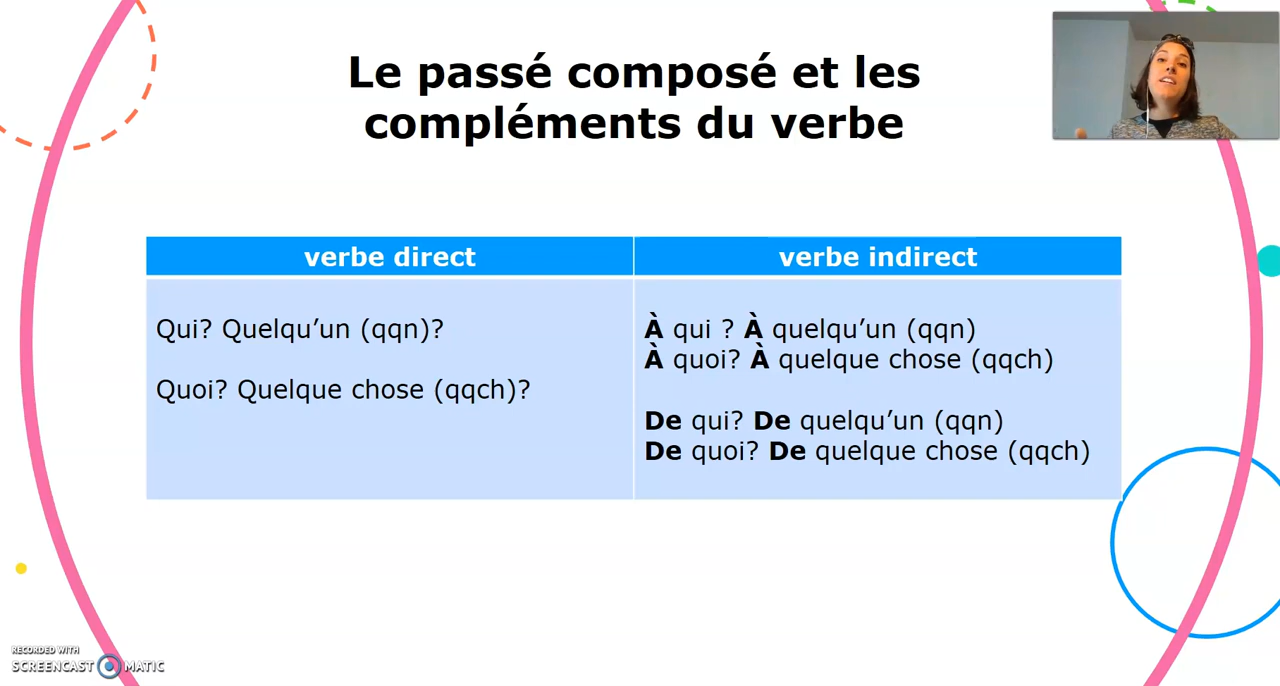 Le passé composé et les
compléments du verbe
verbe direct
verbe indirect
Qui? Quelqu’un (qqn)?
Quoi? Quelque chose (qqch)?
À qui ? À quelqu’un (qqn)
À quoi? À quelque chose (qqch)
De qui? De quelqu’un (qqn)
De quoi? De quelque chose (qqch)
RECORDED WITH
SCREENCAST MATIC